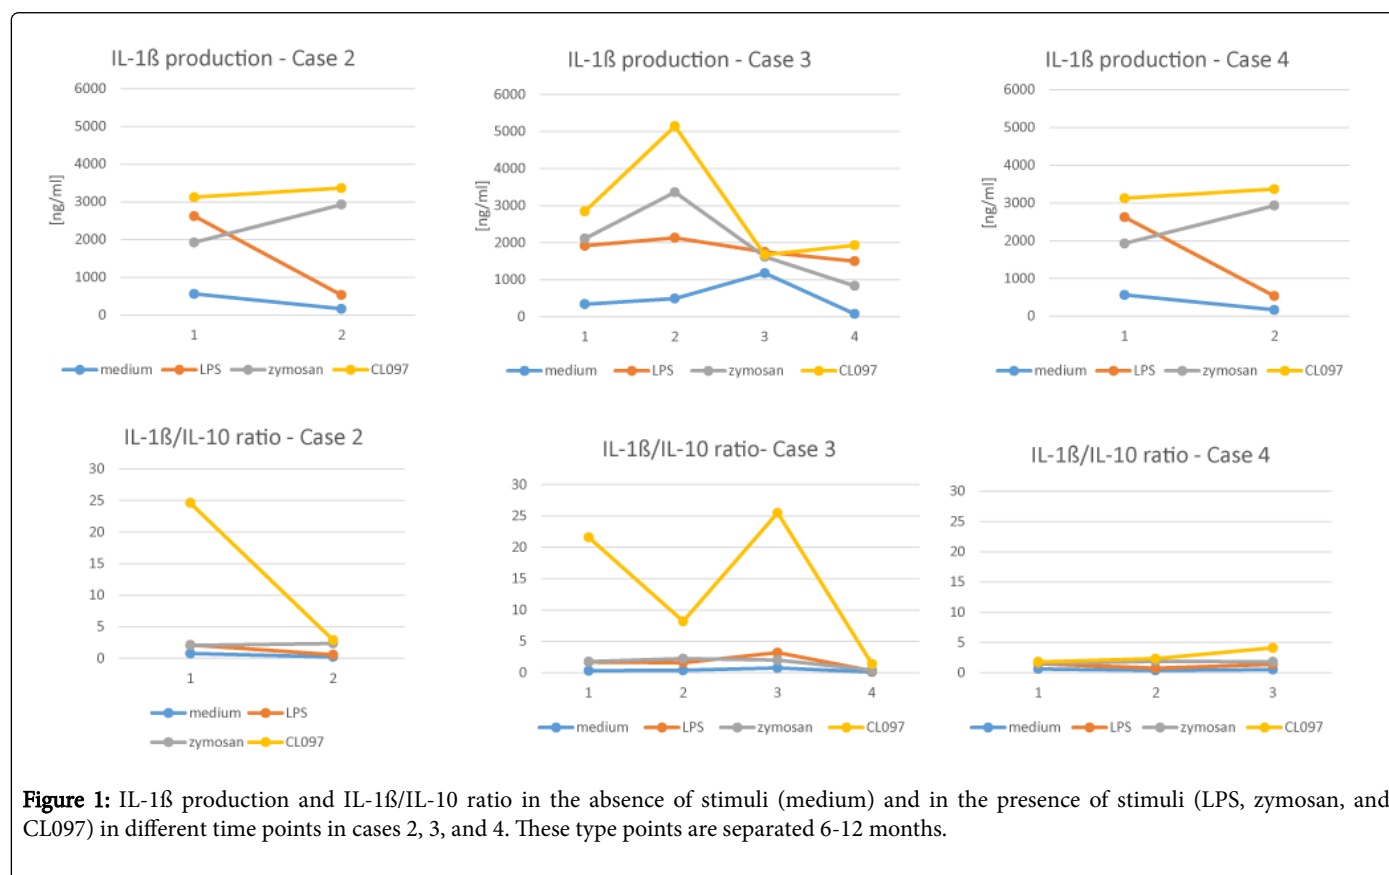 IL-1ß production - Case 2
6000
5000
4000
3000
2000
1000
0
[ng/ml]
1 2
medium LPS zymosan CL097
IL-1ß production - Case 3
6000
5000
4000
3000
2000
1000
0
[ng/ml]
1 2 3 4
medium LPS zymosan CL097
IL-1ß production - Case 4
6000
5000
4000
3000
2000
1000
0
[ng/ml]
1 2
medium LPS zymosan CL097
IL-1ß/IL-10 ratio - Case 2
30
25
20
15
10
5
0
1 2
medium LPS
zymosan CL097
IL-1ß/IL-10 ratio- Case 3
30
25
20
15
10
5
0
1 2 3 4
medium LPS zymosan CL097
IL-1ß/IL-10 ratio - Case 4
30
25
20
15
10
5
0
1 2 3
medium LPS zymosan CL097
Figure 1: IL-1ß production and IL-1ß/IL-10 ratio in the absence of stimuli (medium) and in the presence of stimuli (LPS, zymosan, and
CL097) in different time points in cases 2, 3, and 4. These type points are separated 6-12 months.